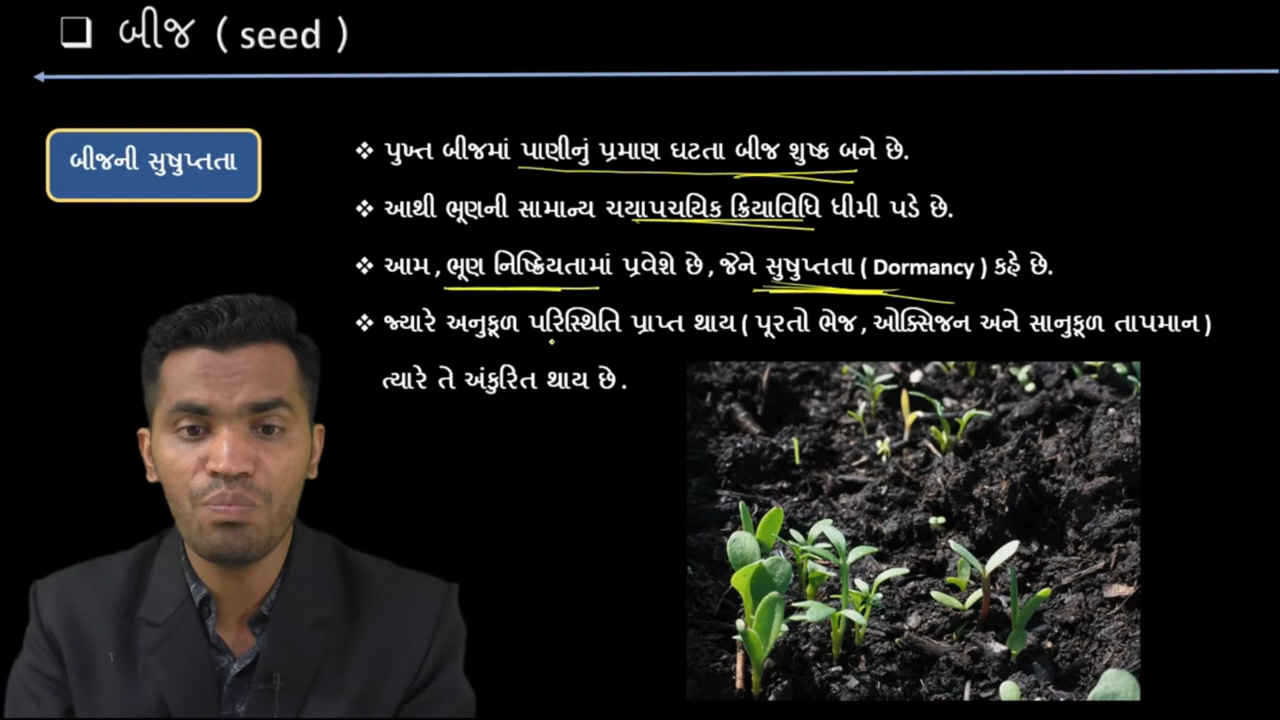 ❑ બીજ ( seed )
બીજની સુષુપ્તતા
❖ પુખ્ત બીજમાં પાણીનું પ્રમાણ ઘટતા બીજ શુષ્ક બને છે.
❖ આથી ભૂણની સામાન્ય ચયાપચયિક ક્રિયાવિધિ ધીમી પડે છે.
❖ આમ , ભૂણ નિષ્ક્રિયતામાં પ્રવેશે છે , જેને સુષુપ્તતા ( Dormancy ) કહે છે.
❖ જ્યારે અનુકૂળ પરિસ્થિતિ પ્રાપ્ત થાય ( પૂરતો ભેજ , ઓક્સિજન અને સાનુકૂળ તાપમાન )
ત્યારે તે અંકુરિત થાય છે .